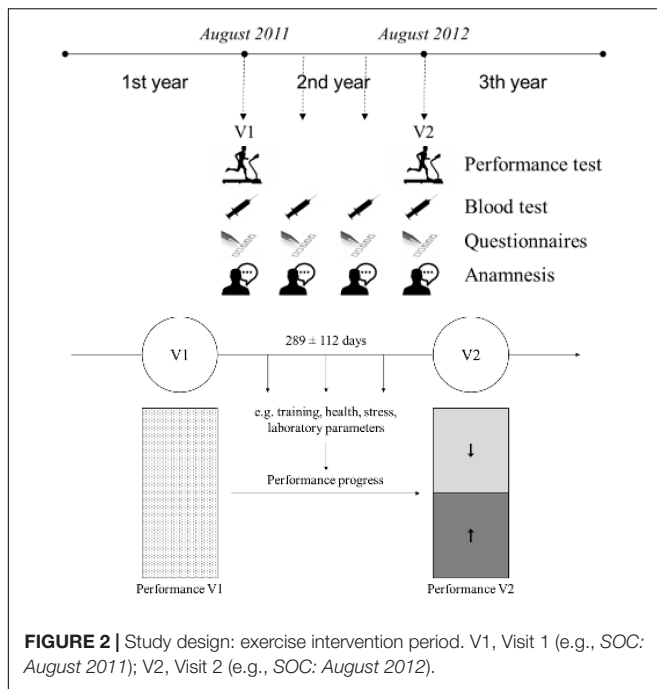 August 2011 August 2012
1st year 2nd year 3th year
V1 V2
Performance test
Blood test
Questionnaires
Anamnesis
289 ± 112 days
V1 V2
e.g. training, health, stress,
laboratory parameters
Performance progress
Performance V1 Performance V2
FIGURE 2 | Study design: exercise intervention period. V1, Visit 1 (e.g., SOC:
August 2011); V2, Visit 2 (e.g., SOC: August 2012).